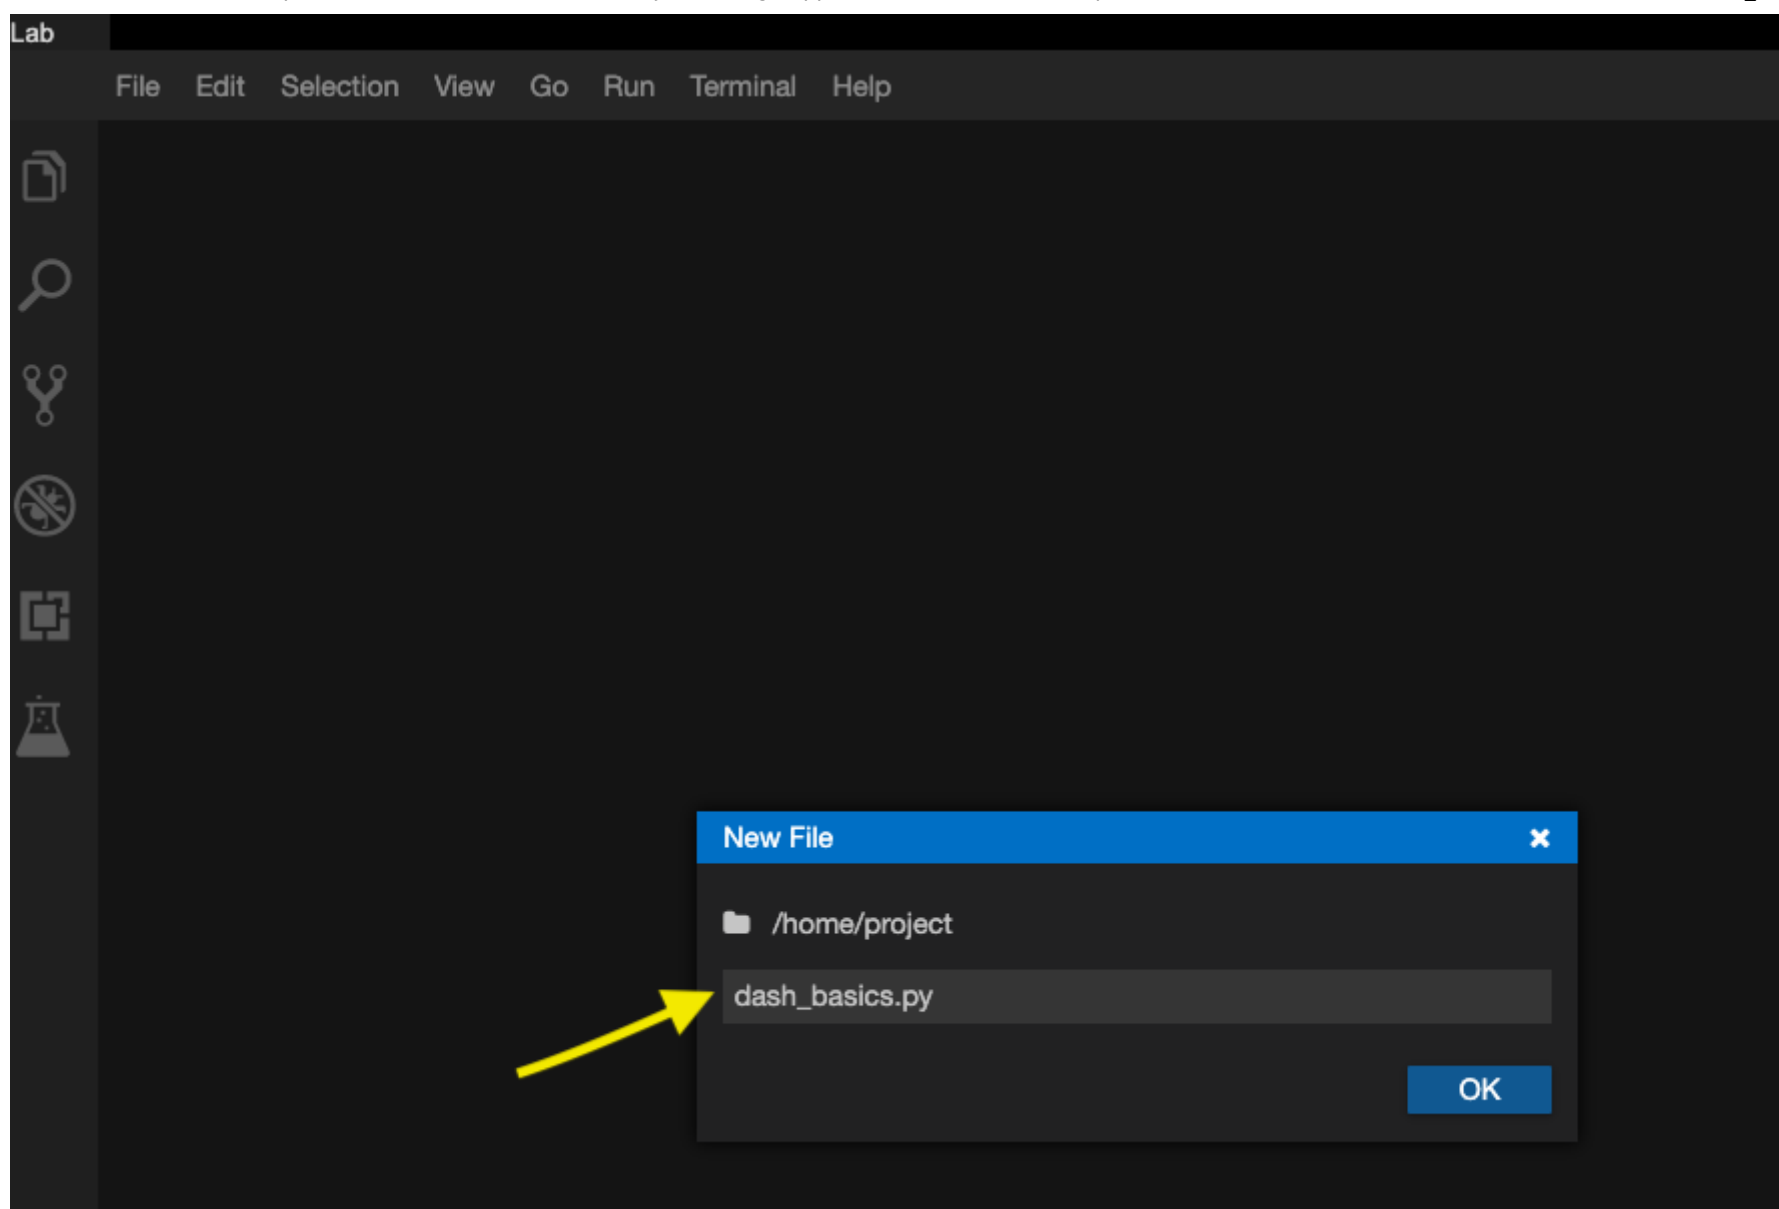 Lab
File Edit Selection View Go Run Terminal Help
New File
/home/project
dash_basics.py
OK